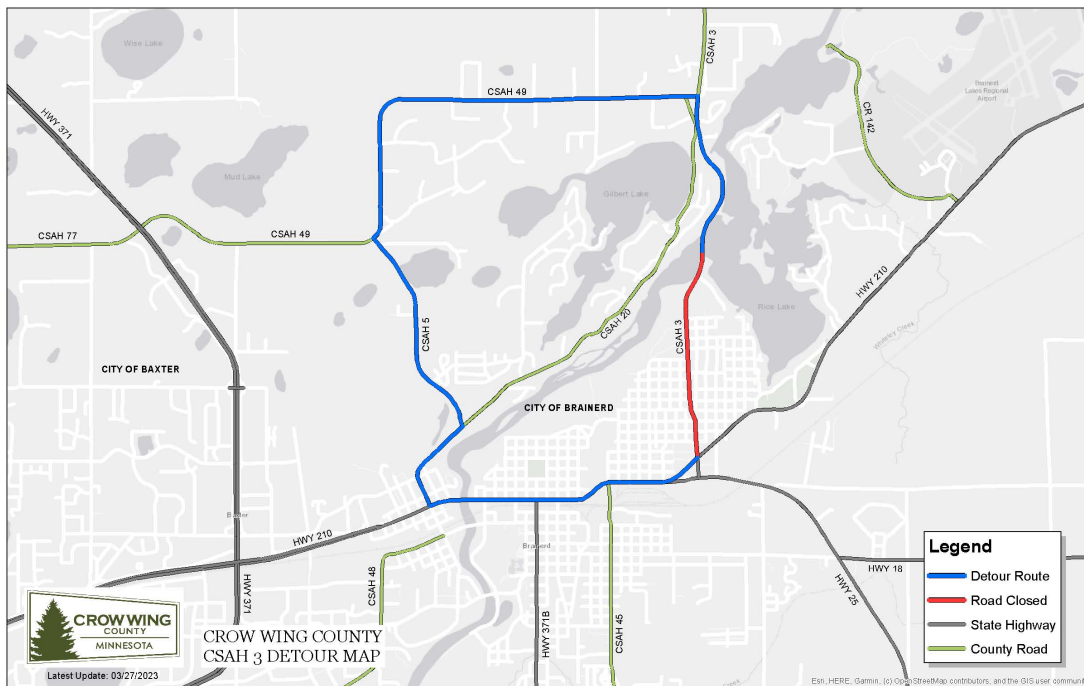 Wise Lake
CSAH 3
Brainerd
Lakes Regional
Airport
CSAH 49
CR 142
HWY 371
Mud Lake
Gilbert Lake
CSAH 77
CSAH 49
HWY 210
Rice Lake
CSAH 5
CSAH 20
CSAH 3
CITY OF BAXTER
CITY OF BRAINERD
Baxter
HWY 210
Brainerd
HWY 371
CSAH 48
HWY 371B
CSAH 45
HWY 18
HWY 25
Legend
Detour Route
Road Closed
State Highway
County Road
CROW WING
COUNTY
MINNESOTA
CROW WING COUNTY
CSAH 3 DETOUR MAP
Latest Update: 03/27/2023
Esri, HERE, Garmin, (c) OpenStreetMap contributors, and the GIS user communit